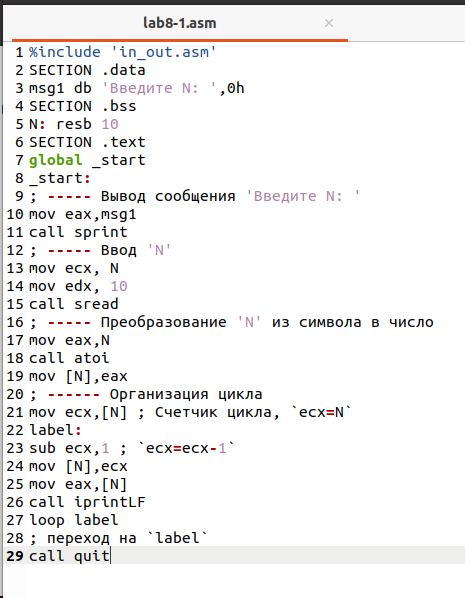 lab8-1.asm ×
1 %include 'in_out.asm'
2 SECTION .data
3 msg1 db 'Введите N: ',0h
4 SECTION .bss
5 N: resb 10
6 SECTION .text
7 global _start
8 _start:
9 ; ----- Вывод сообщения 'Введите N: '
10 mov eax,msg1
11 call sprint
12 ; ----- Ввод 'N'
13 mov ecx, N
14 mov edx, 10
15 call sread
16 ; ----- Преобразование 'N' из символа в число
17 mov eax,N
18 call atoi
19 mov [N],eax
20 ; ------ Организация цикла
21 mov ecx,[N] ; Счетчик цикла, `ecx=N`
22 label:
23 sub ecx,1 ; `ecx=ecx-1`
24 mov [N],ecx
25 mov eax,[N]
26 call iprintLF
27 loop label
28 ; переход на `label`
29 call quit